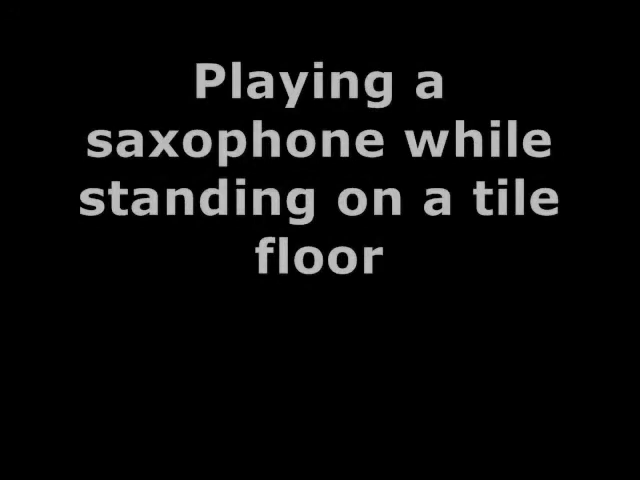 Playing a
saxophone while
standing on a tile
floor